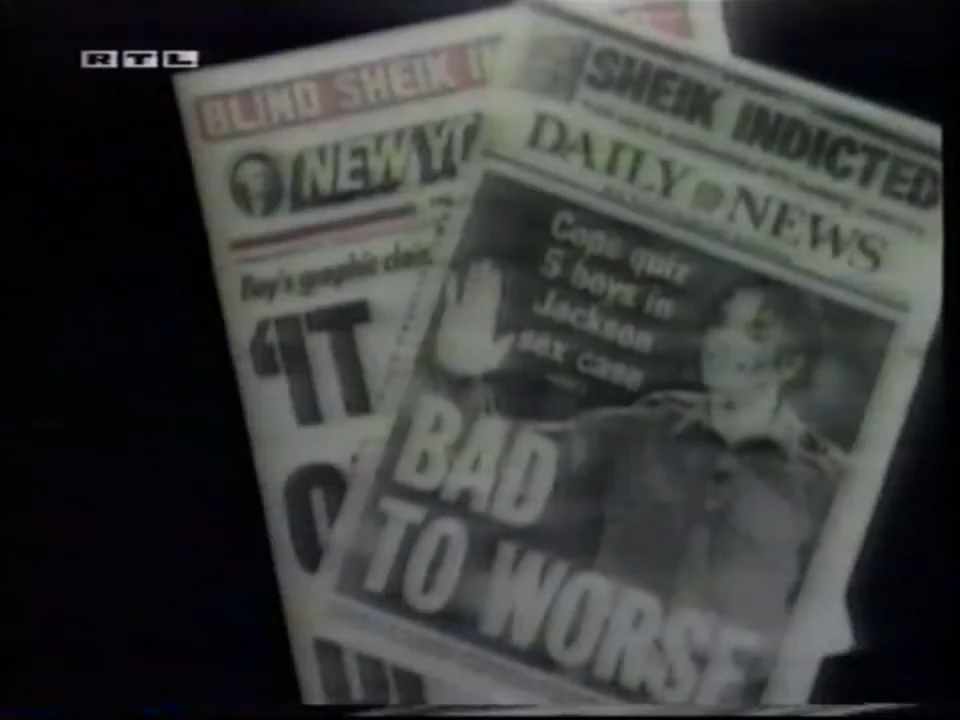 RTL
BLIND SHEIK I
NEW YO
Boy's graphic
'IT
SHEIK INDICTED
DAILY NEWS
Cops quiz
5 boys in
Jackson
sex case
BAD
TO WORSE